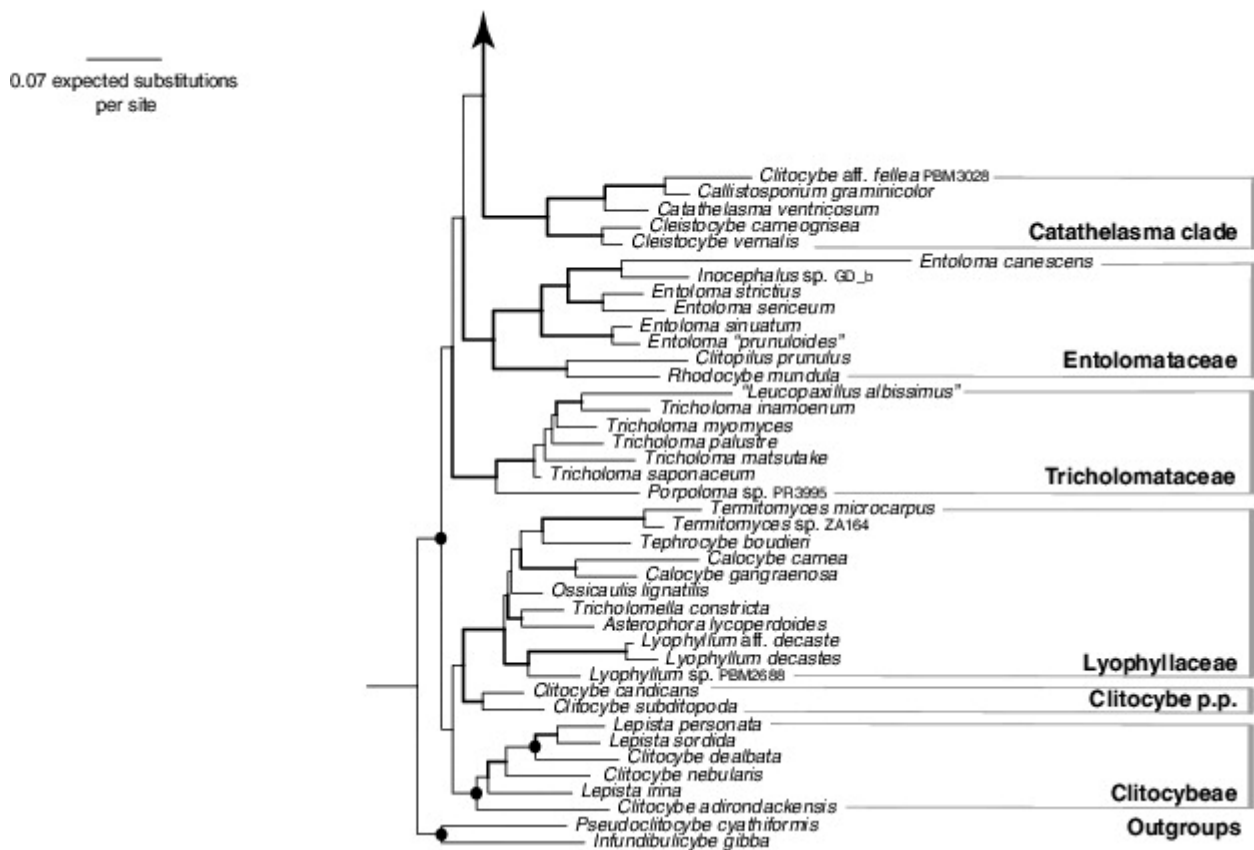 0.07 expected substitutions
per site
Clitocybe aff. fellea PBM3028
Callistosporium graminicolor
Catathelasma ventricosum
Cleistocybe carneogrisea
Cleistocybe vernalis
Catathelasma clade
Entoloma canescens
Inocephalus sp. GD_b
Entoloma strictius
Entoloma sericeum
Entoloma sinuatum
Entoloma "prunuloides"
Clitopilus prunulus
Entolomataceae
Rhodocybe mundula
"Leucopaxillus albissimus"
Tricholoma inamoenum
Tricholoma myomyces
Tricholoma palustre
Tricholoma matsutake
Tricholoma saponaceum
Tricholomataceae
Porpoloma sp. PR3995
Termitomyces microcarpus
Termitomyces sp. ZA164
Tephrocybe boudieri
Calocybe carnea
Calocybe gangraenosa
Ossicaulis lignatilis
Tricholomella constricta
Asterophora lycoperdoides
Lyophyllum aff. decaste
Lyophyllum decastes
Lyophyllaceae
Lyophyllum sp. PBM2688
Clitocybe candicans
Clitocybe p.p.
Clitocybe subditopoda
Lepista personata
Lepista sordida
Clitocybe dealbata
Clitocybe nebularis
Lepista irina
Clitocybeae
Clitocybe adirondackensis
Pseudoclitocybe cyathiformis
Outgroups
Infundibulicybe gibba